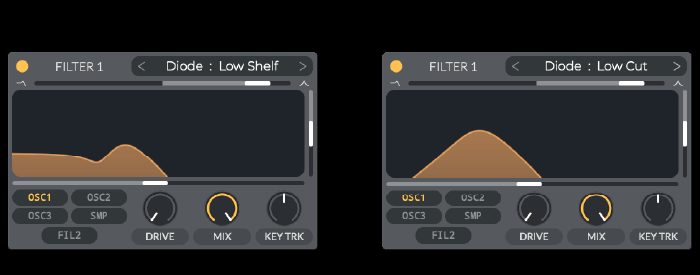 FILTER 1
< Diode : Low Shelf >
OSC1 OSC2
OSC3 SMP
FIL2
DRIVE MIX KEY TRK
FILTER 1
< Diode : Low Cut >
OSC1 OSC2
OSC3 SMP
FIL2
DRIVE MIX KEY TRK